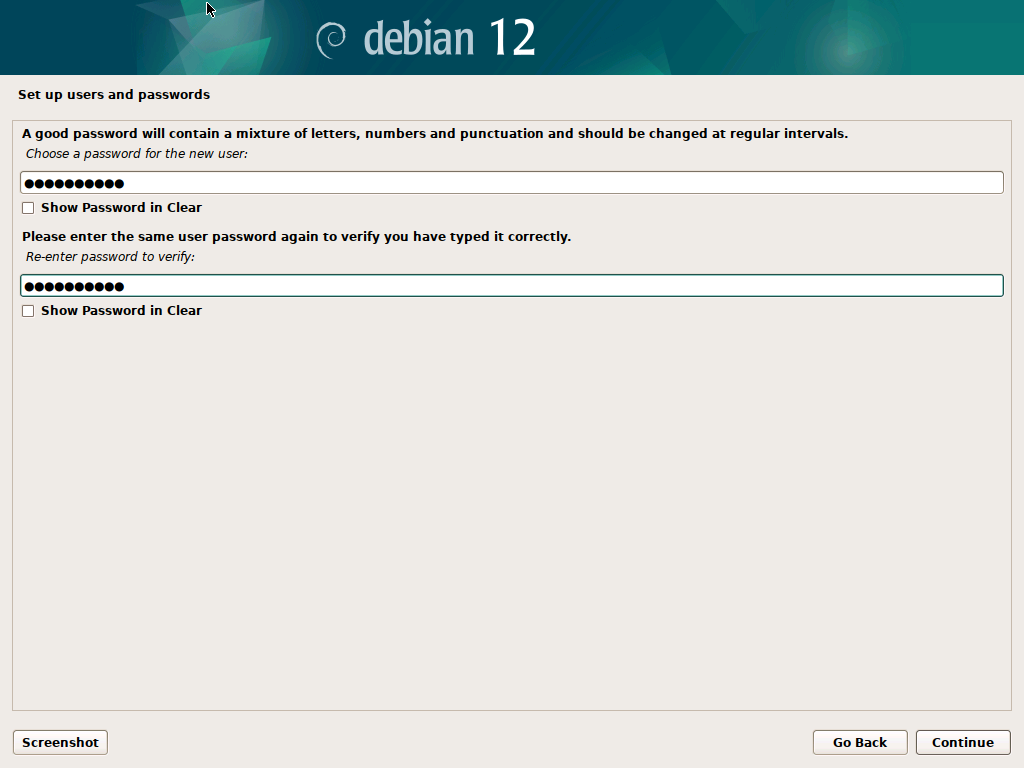 debian 12
Set up users and passwords
A good password will contain a mixture of letters, numbers and punctuation and should be changed at regular intervals.
Choose a password for the new user:
●●●●●●●●●●
Show Password in Clear
Please enter the same user password again to verify you have typed it correctly.
Re-enter password to verify:
●●●●●●●●●●
Show Password in Clear
Screenshot
Go Back
Continue